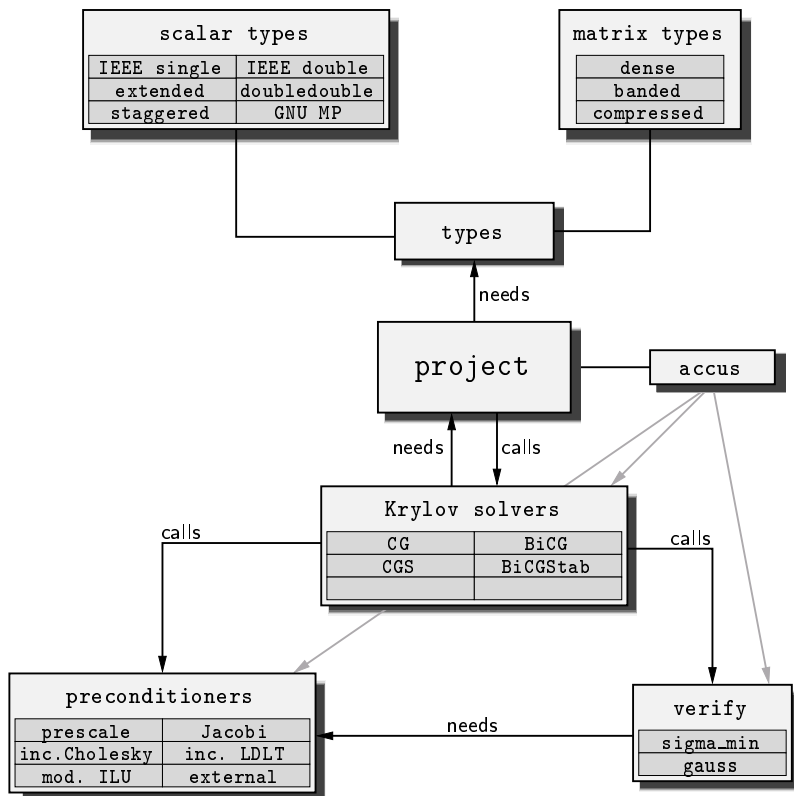 scalar types
IEEE single IEEE double
extended doubledouble
staggered GNU MP
matrix types
dense
banded
compressed
types
needs
project
accus
needs
calls
Krylov solvers
CG BiCG
CGS BiCGStab
calls
calls
preconditioners
prescale Jacobi
inc.Cholesky inc. LDLT
mod. ILU external
needs
verify
sigma_min
gauss